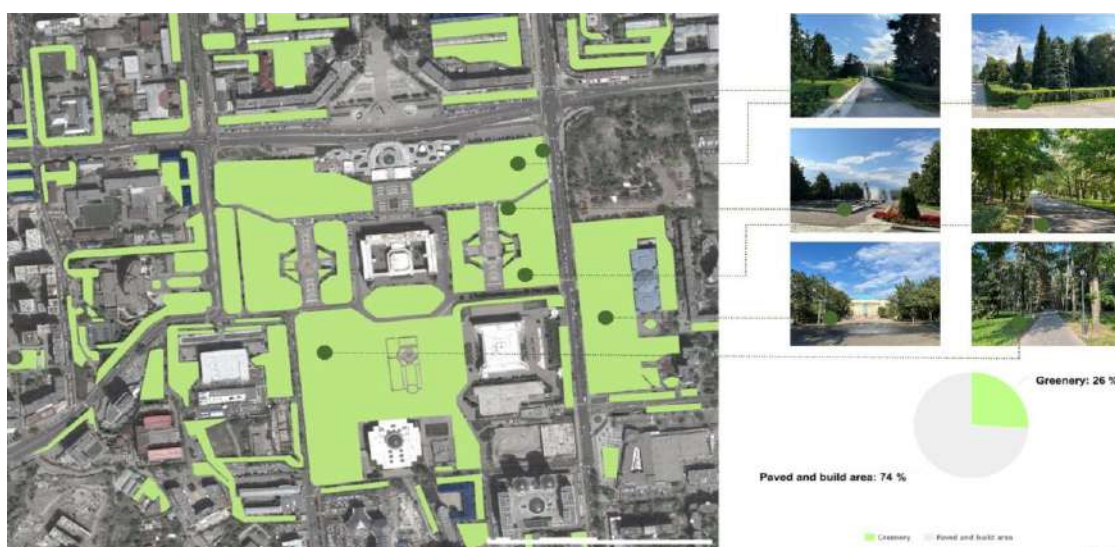 Greenery: 26 %
Paved and build area: 74 %
Greenery
Paved and build area